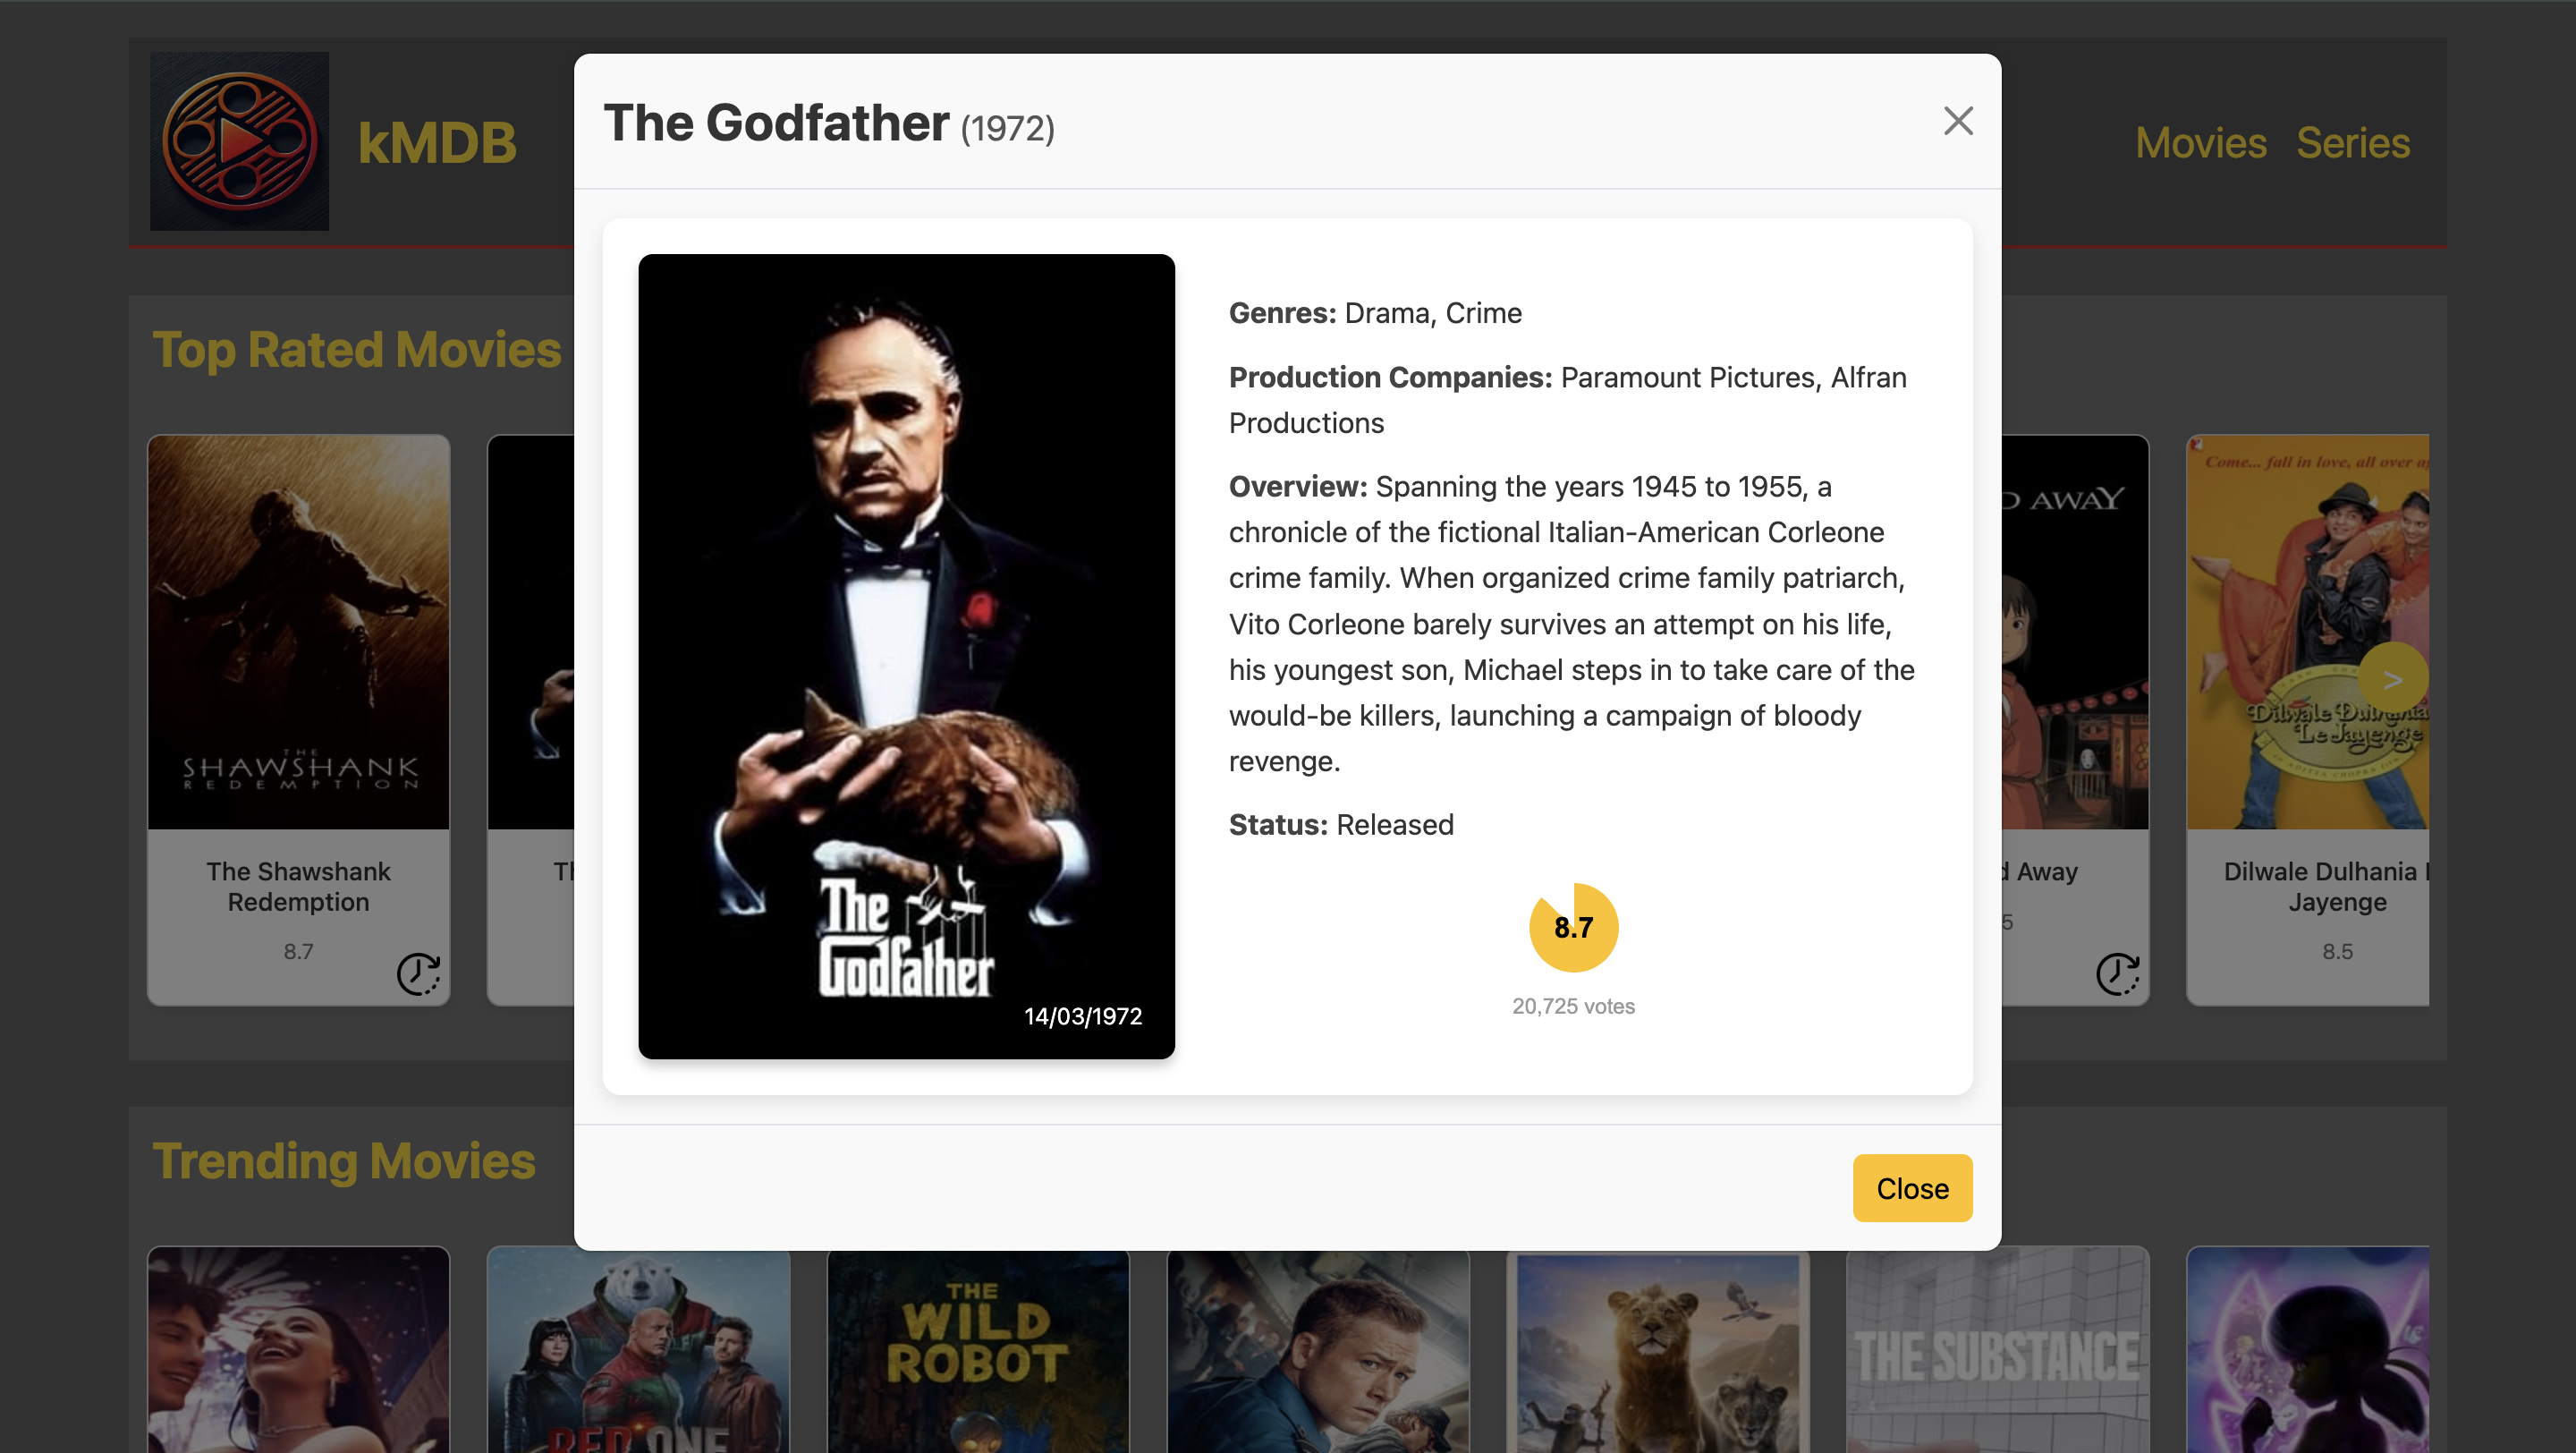 kMDB
Movies Series
The Godfather (1972)
Top Rated Movies
Genres: Drama, Crime
Production Companies: Paramount Pictures, Alfran
Productions
Overview: Spanning the years 1945 to 1955, a
chronicle of the fictional Italian-American Corleone
crime family. When organized crime family patriarch,
Vito Corleone barely survives an attempt on his life,
his youngest son, Michael steps in to take care of the
would-be killers, launching a campaign of bloody
revenge.
Status: Released
8.7
20,725 votes
The
Godfather
14/03/1972
THE
SHAWSHANK
REDEMPTION
The Shawshank
Redemption
8.7
AWAY
d Away
5
Come... fall in love, all over
Dilwale Dulhania
Le Jayenge
>
Dilwale Dulhania
Jayenge
8.5
Close
Trending Movies
RED ONE
THE
WILD
ROBOT
THE SUBSTANCE